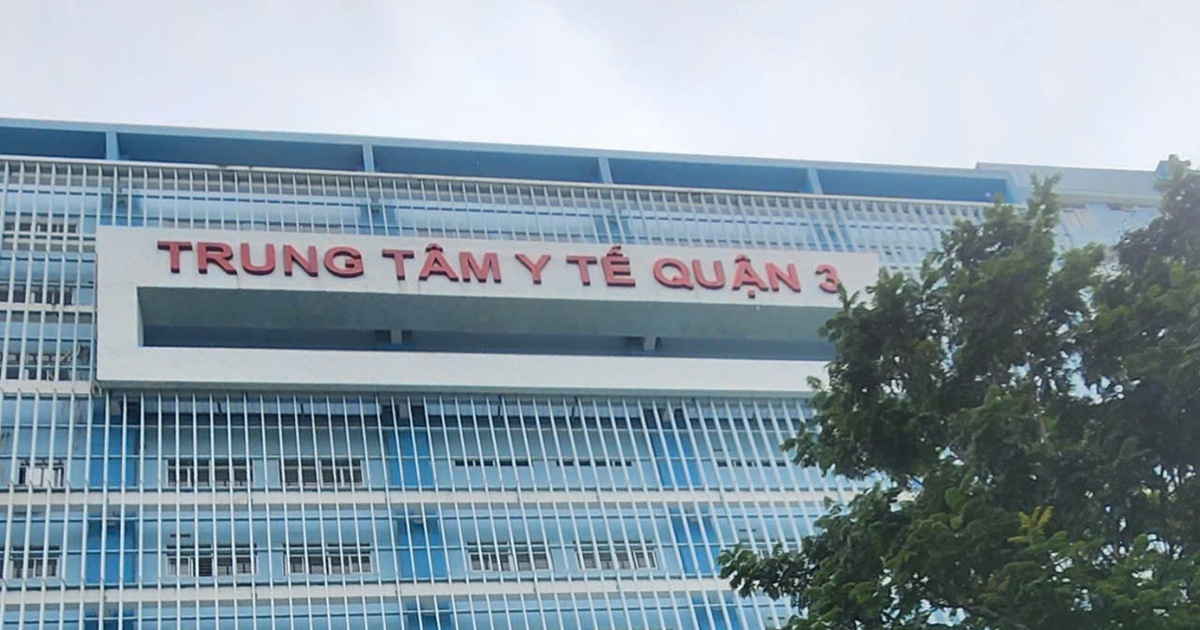 TRUNG TÂM Y TẾ QUẬN 3